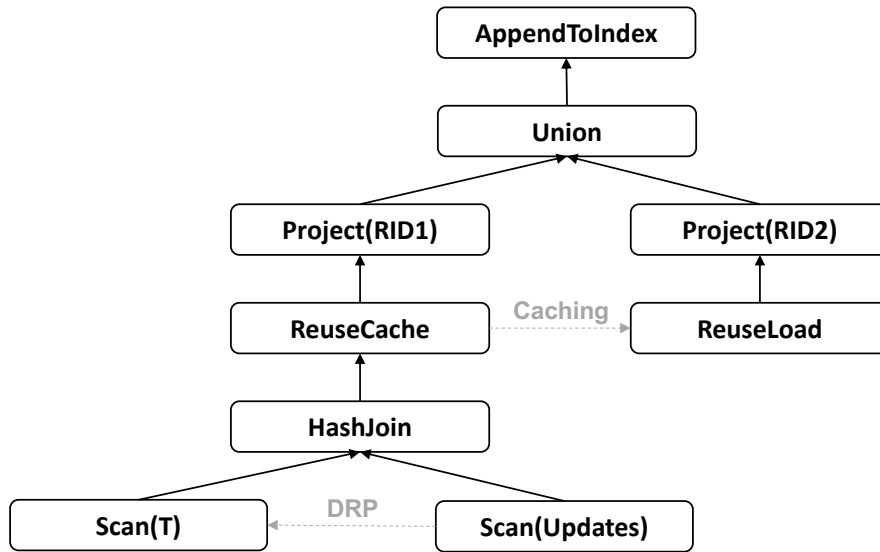 AppendToIndex
Union
Project(RID1)
Project(RID2)
ReuseCache
Caching
ReuseLoad
HashJoin
Scan(T)
DRP
Scan(Updates)